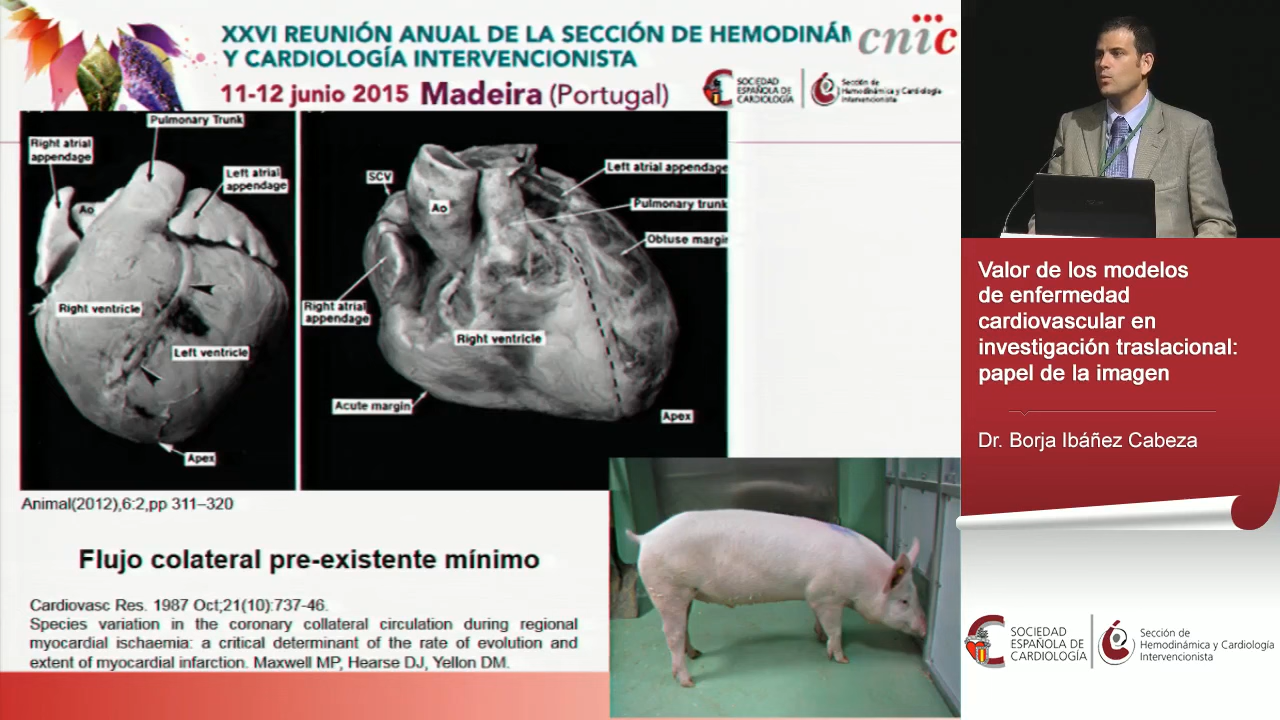 XXVI REUNIÓN ANUAL DE LA SECCIÓN DE HEMODINÁM
Y CARDIOLOGÍA INTERVENCIONISTA
11-12 junio 2015 Madeira (Portugal)
cnic
SOCIEDAD
ESPAÑOLA DE
CARDIOLOGÍA
Sección de
Hemodinámica y Cardiología
Intervencionista
Pulmonary Trunk
Right atrial
appendage
Left atrial
appendage
Ao
Right ventricle
Left ventricle
Apex
SCV
Ao
Left atrial appendage
Pulmonary trunk
Obtuse margin
Right atrial
appendage
Right ventricle
Acute margin
Apex
Animal(2012),6:2,pp 311–320
Flujo colateral pre-existente mínimo
Cardiovasc Res. 1987 Oct;21(10):737-46.
Species variation in the coronary collateral circulation during regional
myocardial ischaemia: a critical determinant of the rate of evolution and
extent of myocardial infarction. Maxwell MP, Hearse DJ, Yellon DM.
Valor de los modelos
de enfermedad
cardiovascular en
investigación traslacional:
papel de la imagen
Dr. Borja Ibáñez Cabeza
SOCIEDAD
ESPAÑOLA DE
CARDIOLOGÍA
Sección de
Hemodinámica y Cardiología
Intervencionista